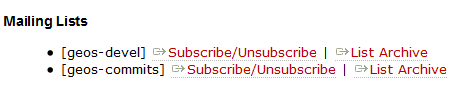 Mailing Lists
• [geos-devel] Subscribe/Unsubscribe | List Archive
• [geos-commits] Subscribe/Unsubscribe | List Archive